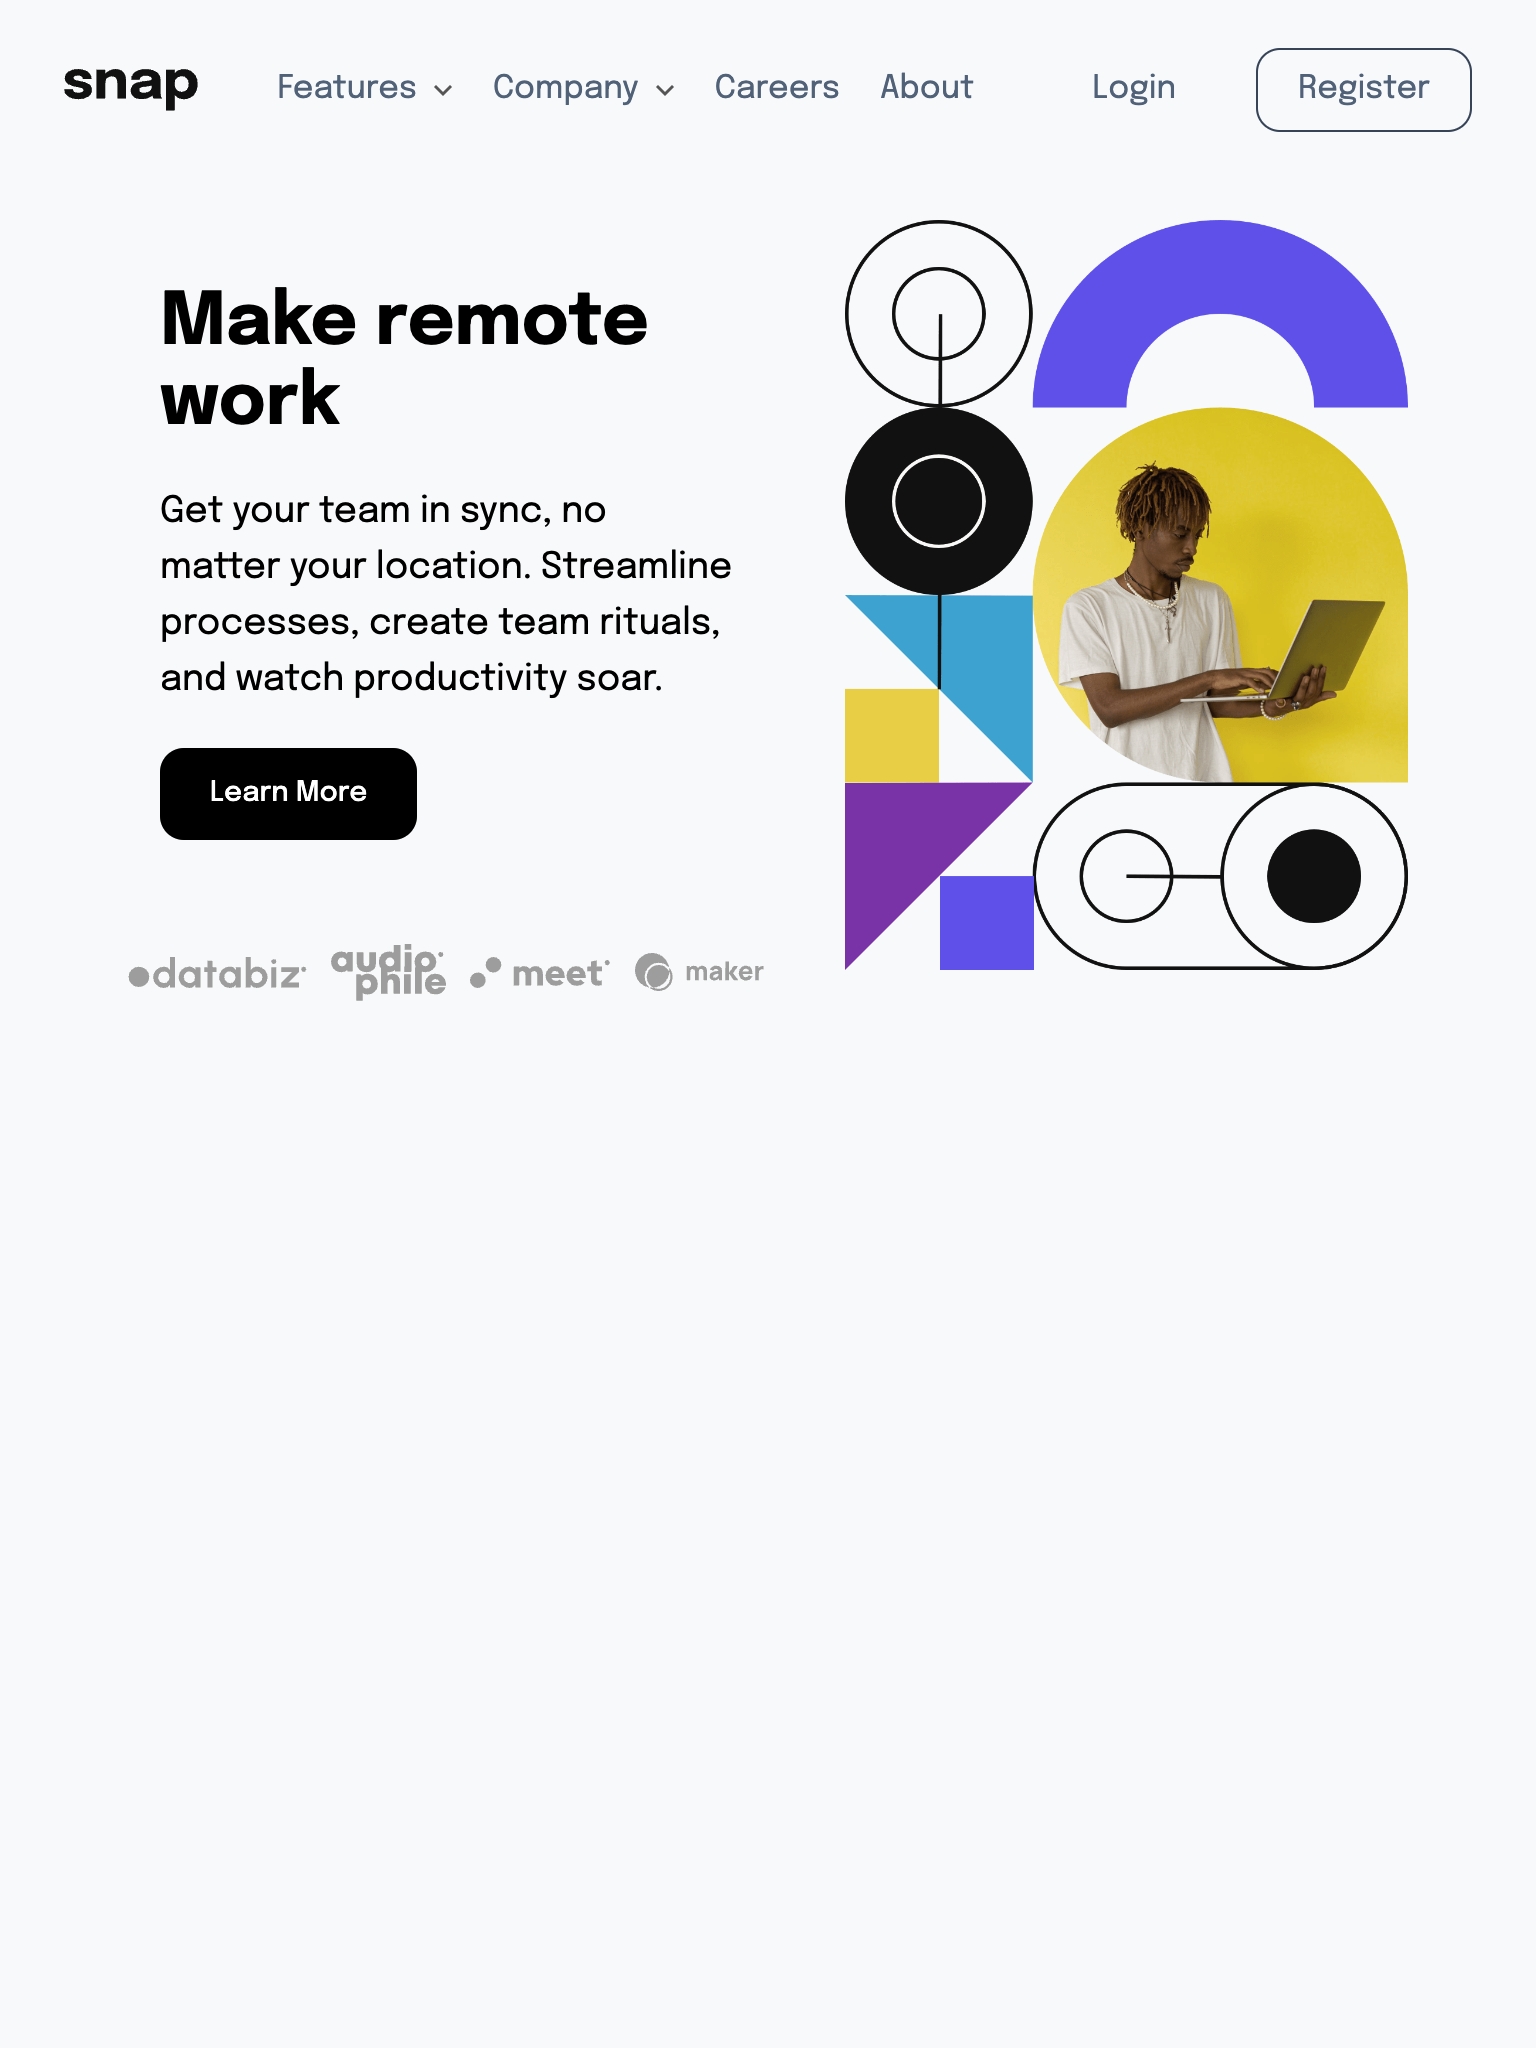 snap Features Company Careers About Login Register
Make remote
work
Get your team in sync, no
matter your location. Streamline
processes, create team rituals,
and watch productivity soar.
Learn More
databiz audiophile meet maker